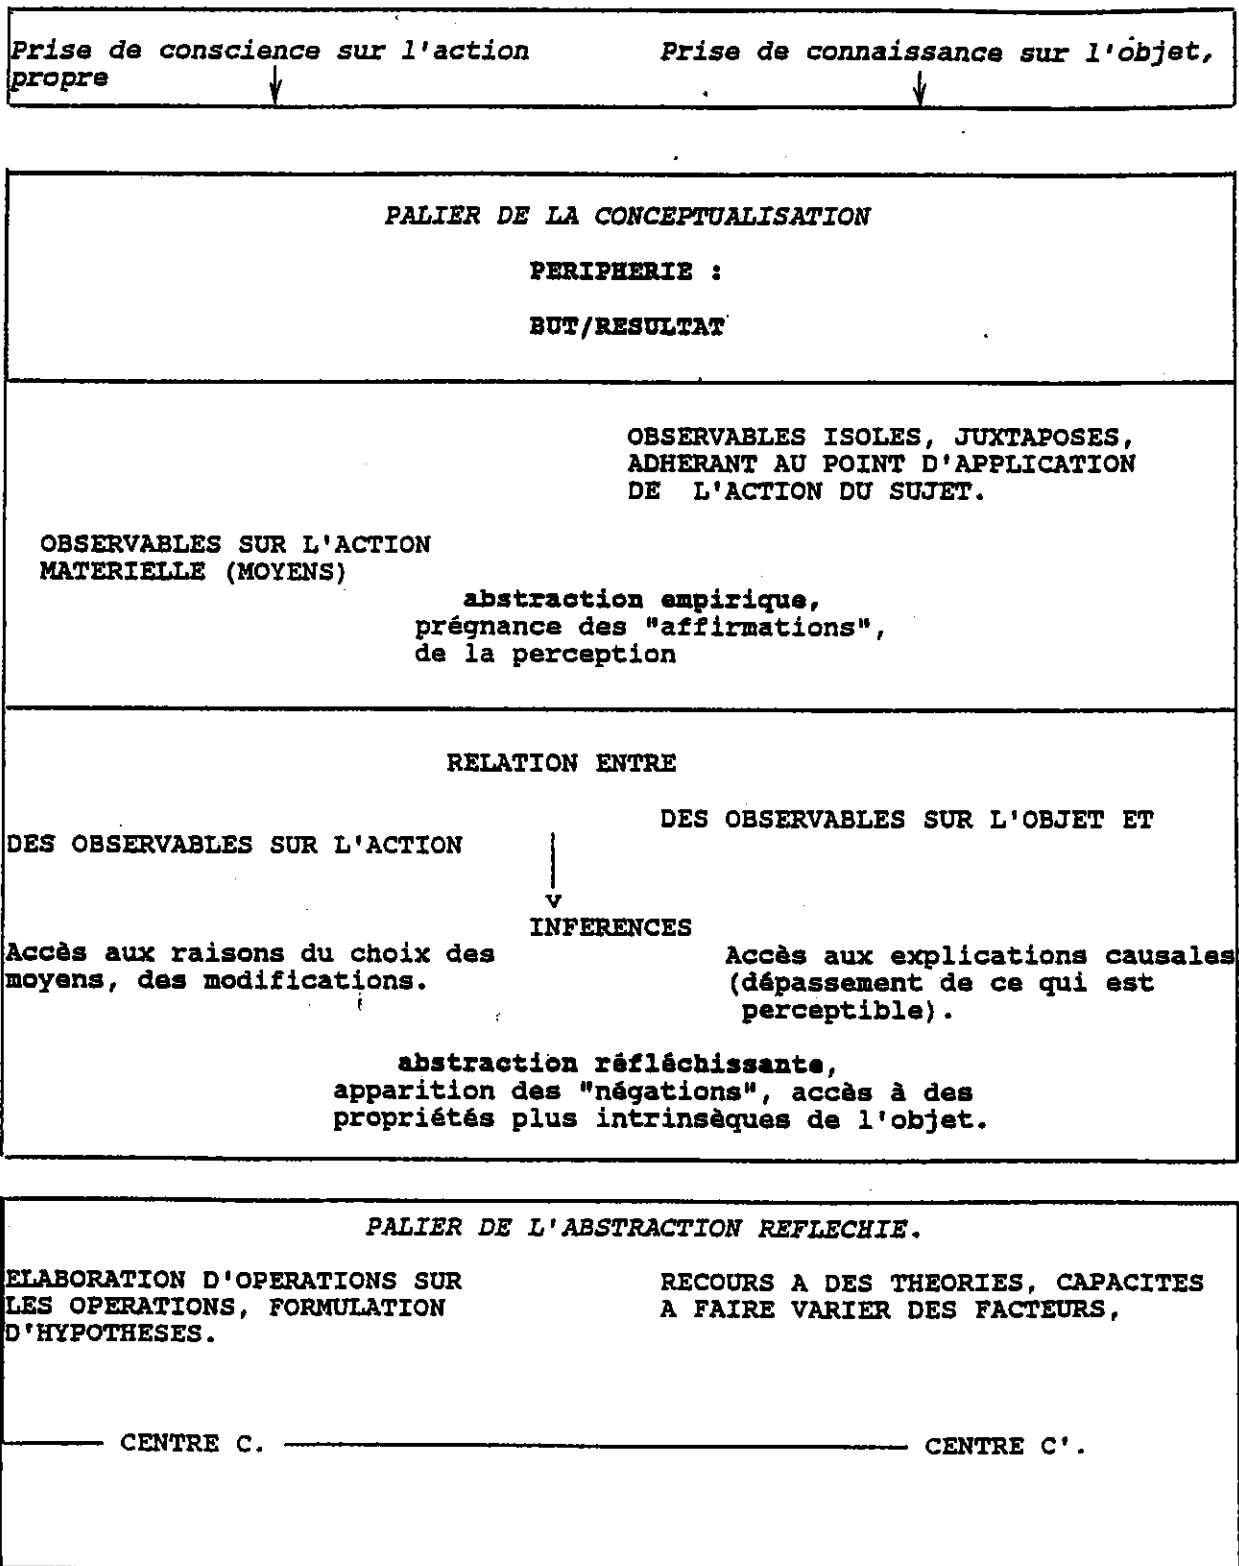 Prise de conscience sur l'action
propre
Prise de connaissance sur l'objet,
PALIER DE LA CONCEPTUALISATION
PERIPHERIE :
BUT/RESULTAT
OBSERVABLES ISOLES, JUXTAPOSES,
ADHERANT AU POINT D'APPLICATION
DE L'ACTION DU SUJET.
OBSERVABLES SUR L'ACTION
MATERIELLE (MOYENS)
abstraction empirique,
prégnance des "affirmations",
de la perception
RELATION ENTRE
DES OBSERVABLES SUR L'OBJET ET
DES OBSERVABLES SUR L'ACTION
v
INFERENCES
Accès aux raisons du choix des
moyens, des modifications.
Accès aux explications causales
(dépassement de ce qui est
perceptible).
abstraction réfléchissante,
apparition des "négations", accès à des
propriétés plus intrinsèques de l'objet.
PALIER DE L'ABSTRACTION REFLECHIE.
ELABORATION D'OPERATIONS SUR
LES OPERATIONS, FORMULATION
D'HYPOTHESES.
RECOURS A DES THEORIES, CAPACITES
A FAIRE VARIER DES FACTEURS,
CENTRE C.
CENTRE C'.